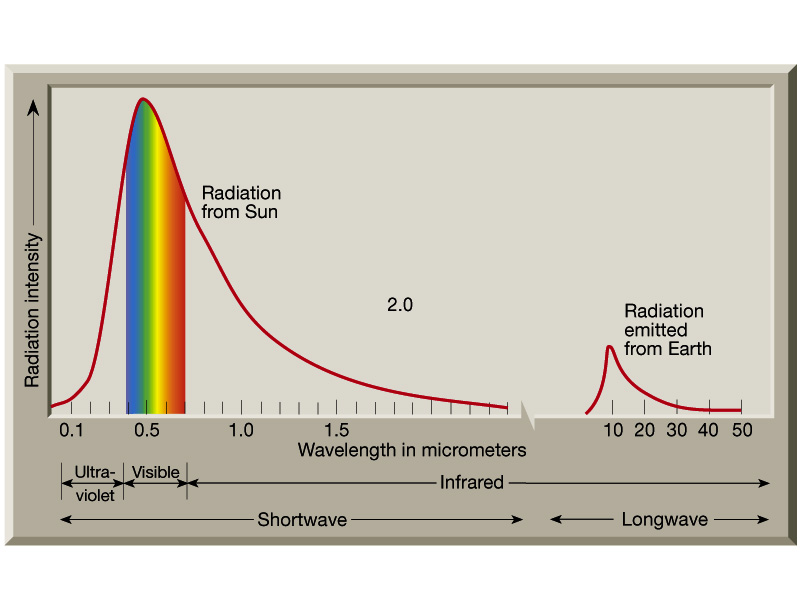 Radiation intensity
Radiation
from Sun
2.0
Radiation
emitted
from Earth
0.1 0.5 1.0 1.5 10 20 30 40 50
Wavelength in micrometers
Ultra-
violet
Visible
Infrared
Shortwave
Longwave